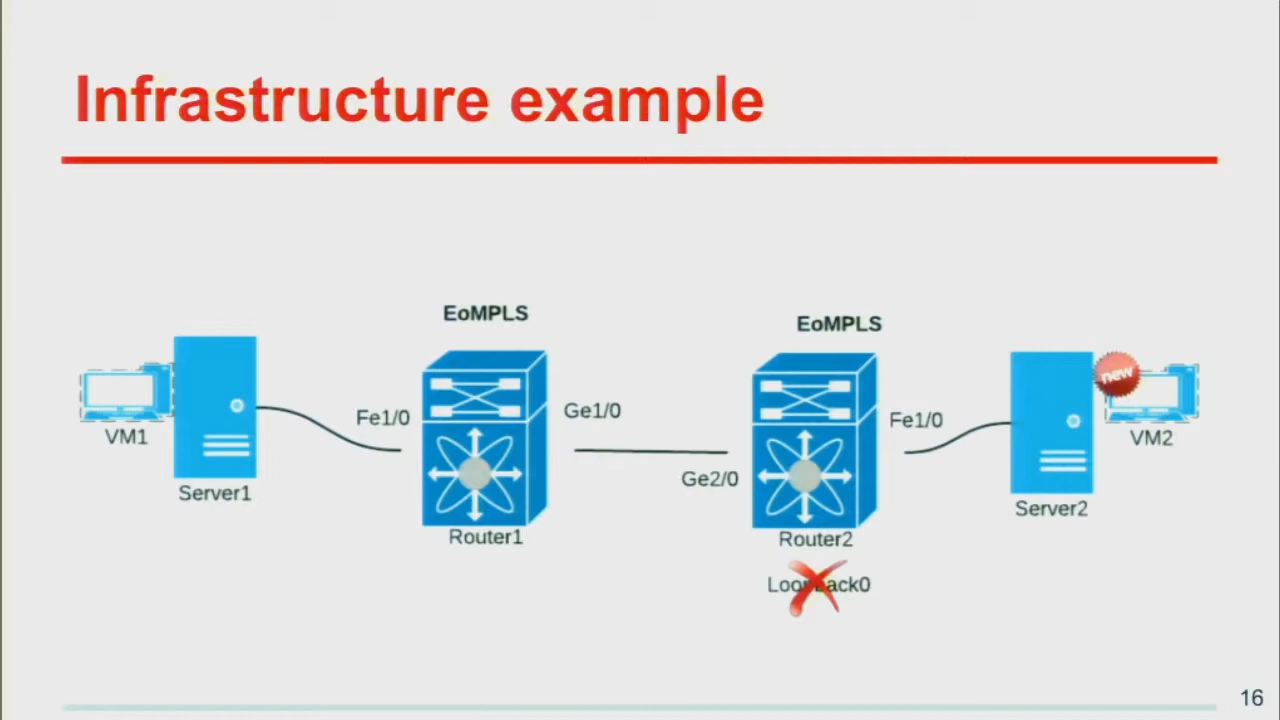 Infrastructure example
EoMPLS
EoMPLS
VM1
Server1
Fe1/0
Ge1/0
Router1
Ge2/0
Router2
Loopback0
Fe1/0
new
Server2
VM2
16